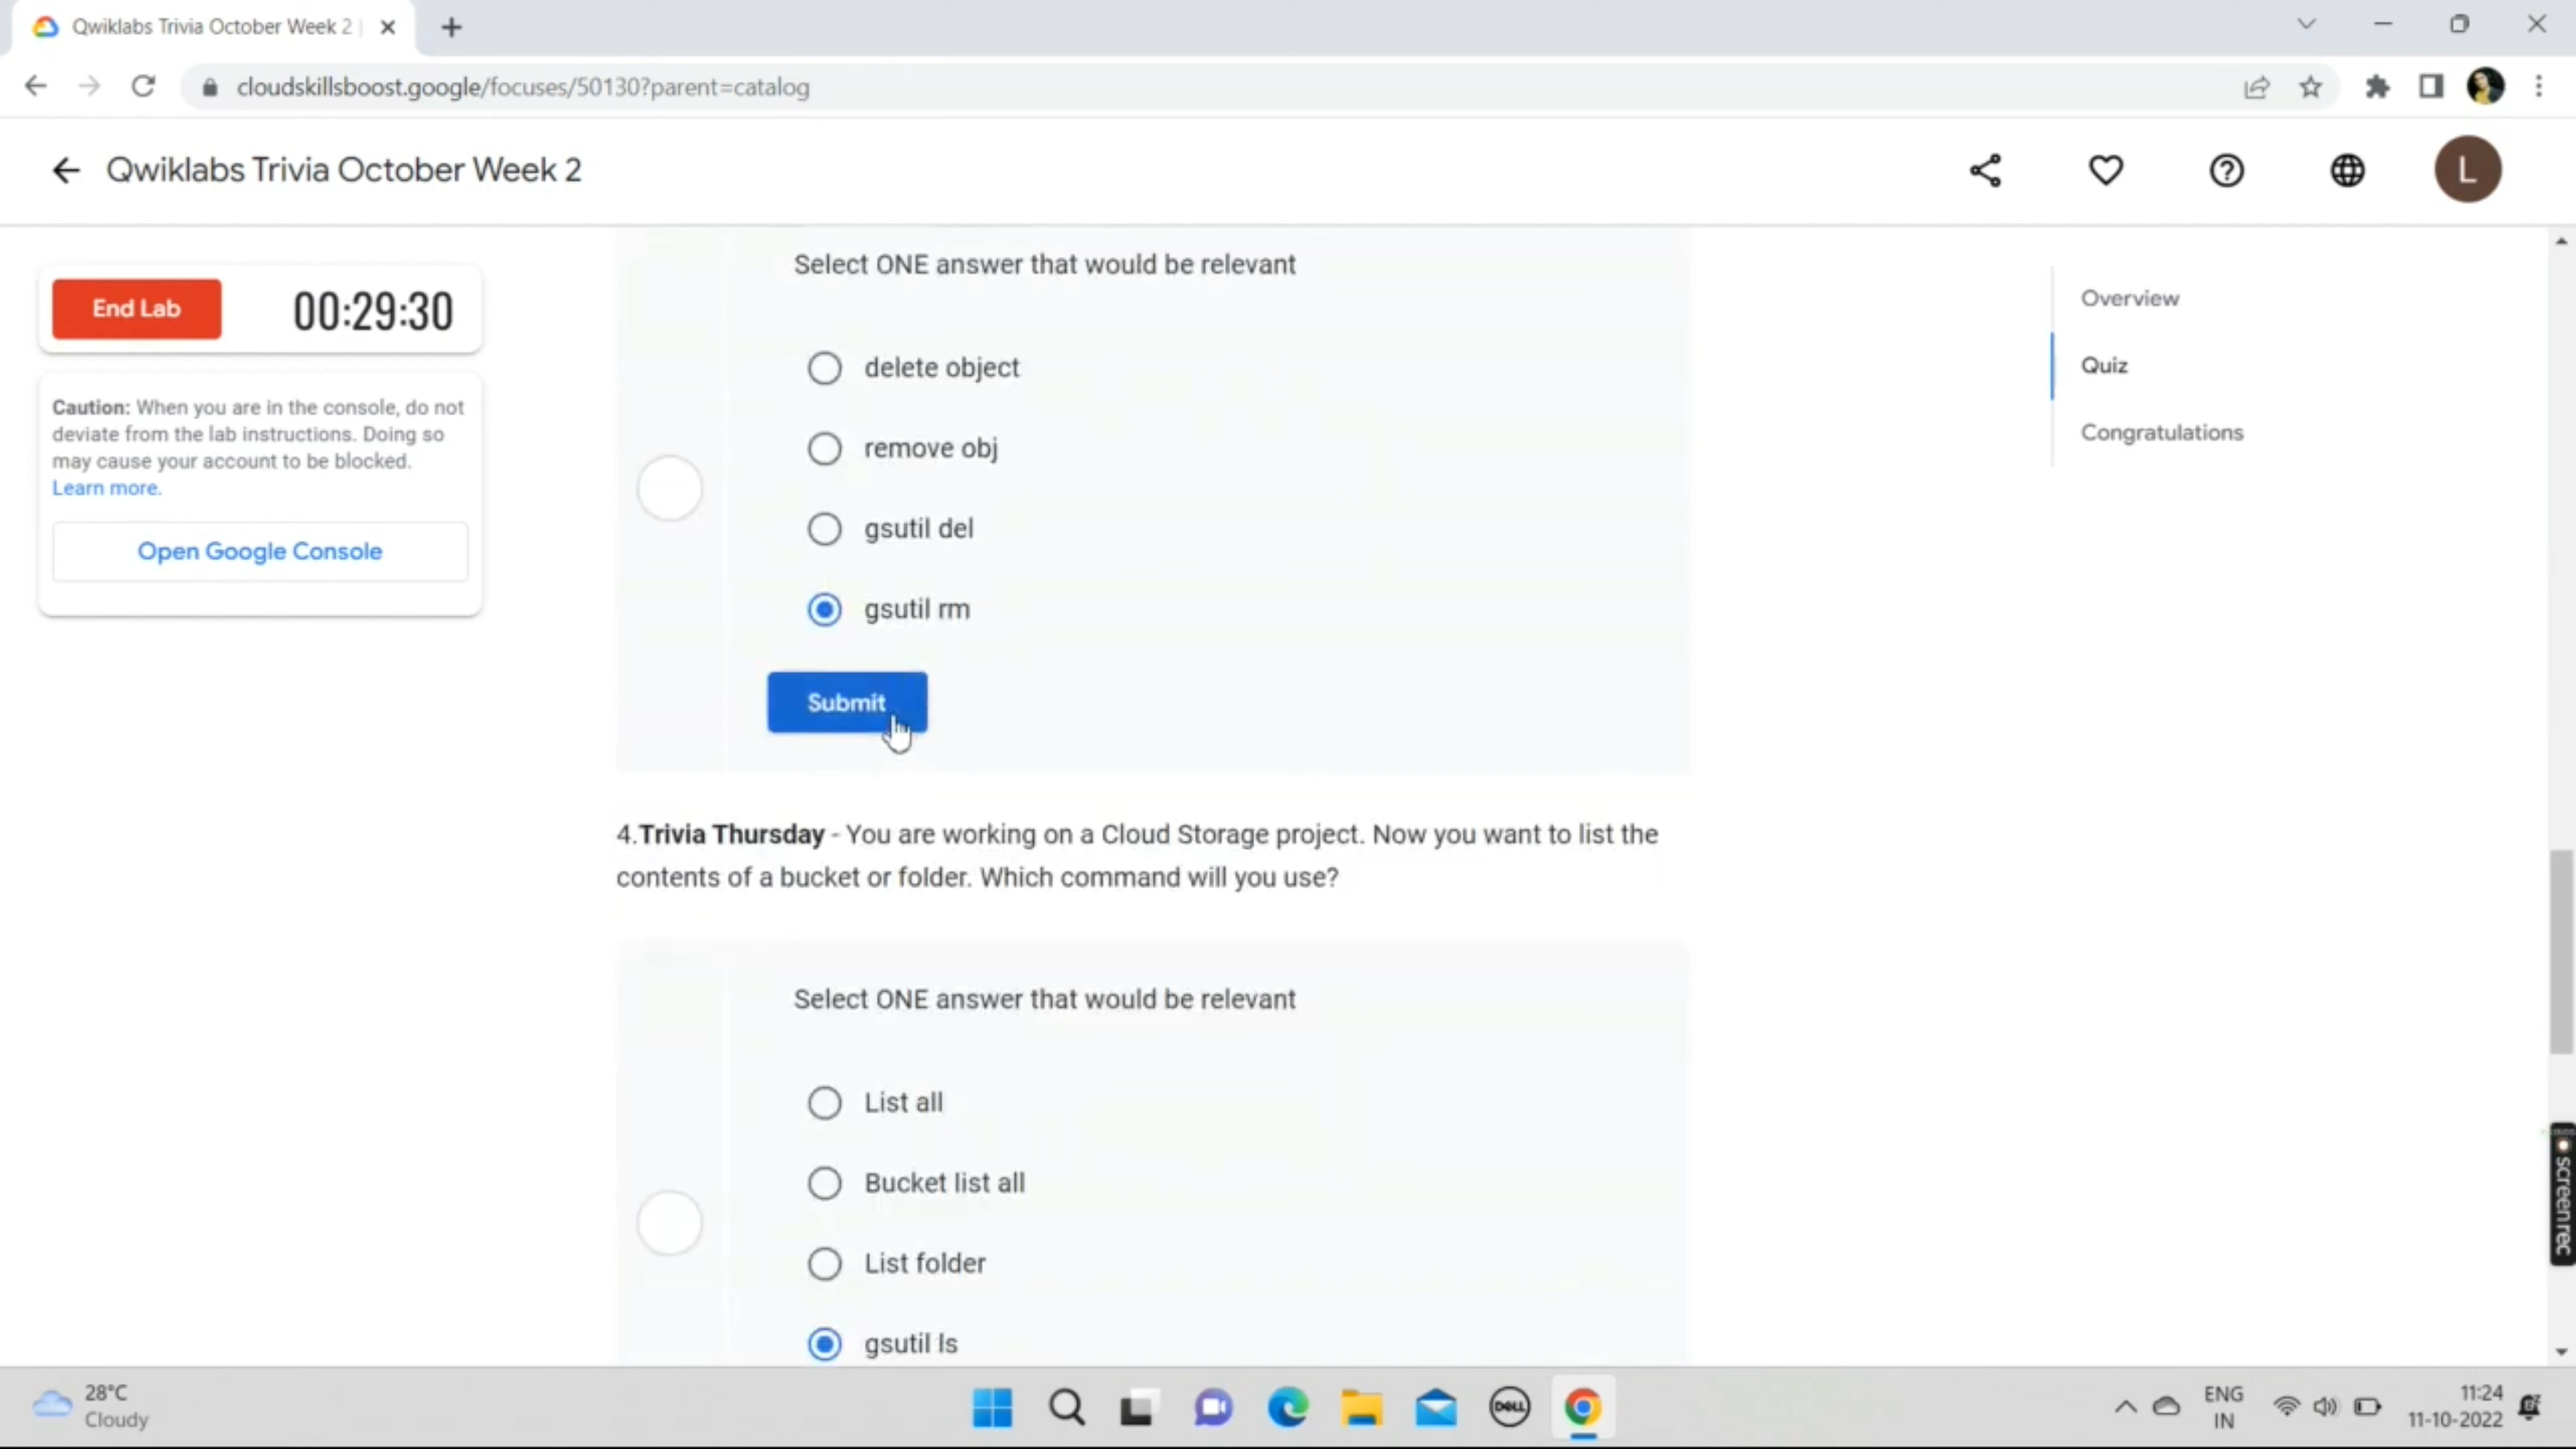 Qwiklabs Trivia October Week 2 |
cloudskillsboost.google/focuses/50130?parent=catalog
Qwiklabs Trivia October Week 2
L
End Lab
00:29:30
Caution: When you are in the console, do not
deviate from the lab instructions. Doing so
may cause your account to be blocked.
Learn more.
Open Google Console
Select ONE answer that would be relevant
delete object
remove obj
gsutil del
gsutil rm
Submit
4.Trivia Thursday - You are working on a Cloud Storage project. Now you want to list the
contents of a bucket or folder. Which command will you use?
Select ONE answer that would be relevant
List all
Bucket list all
List folder
gsutil ls
Overview
Quiz
Congratulations
screenrec
28°C
Cloudy
DELL
ENG
IN
11:24
11-10-2022